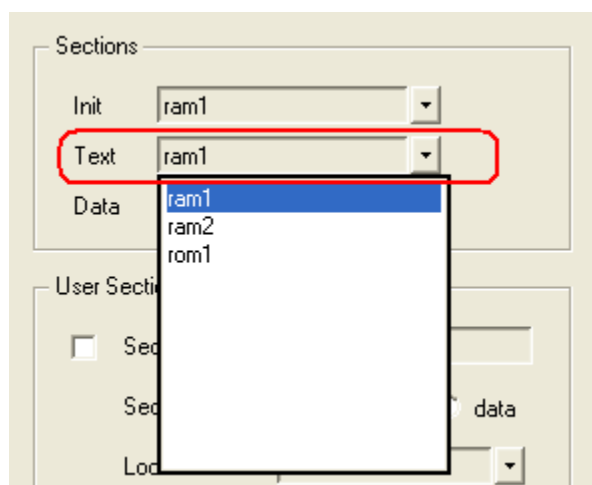 Sections
Init ram1
Text ram1
Data ram1
ram2
rom1
User Secti
Sec
Sec data
Loc